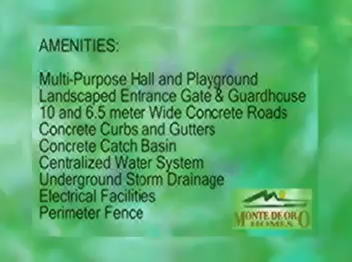 AMENITIES:
Multi-Purpose Hall and Playground
Landscaped Entrance Gate & Guardhouse
10 and 6.5 meter Wide Concrete Roads
Concrete Curbs and Gutters
Concrete Catch Basin
Centralized Water System
Underground Storm Drainage
Electrical Facilities
Perimeter Fence
MONTE DE ORO
HOMES